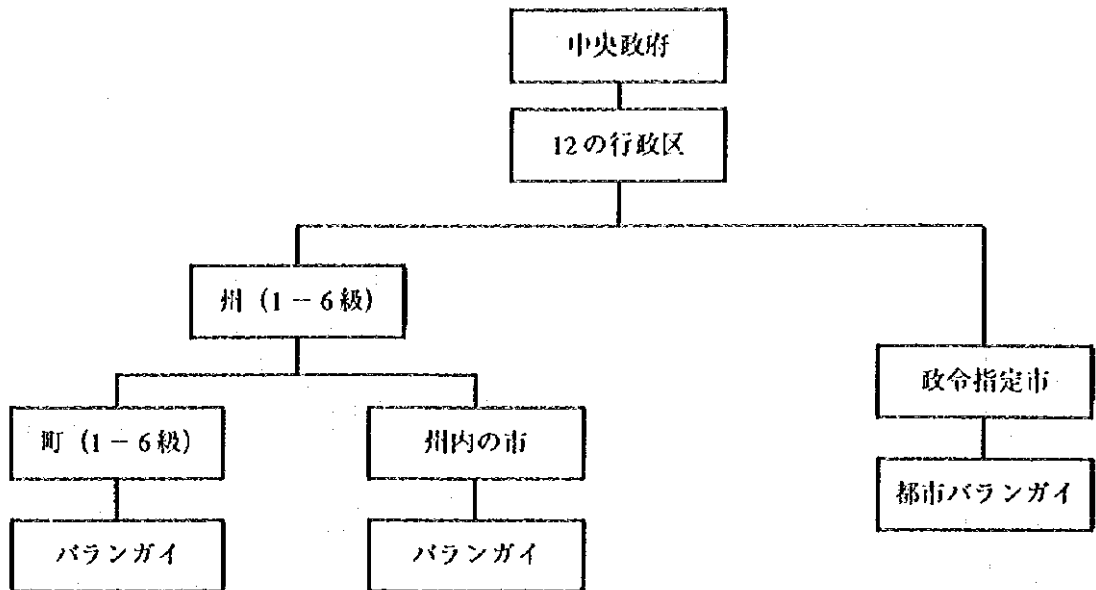 中央政府
12の行政区
州（1－6級）
政令指定市
町（1－6級）
州内の市
都市バランガイ
バランガイ
バランガイ